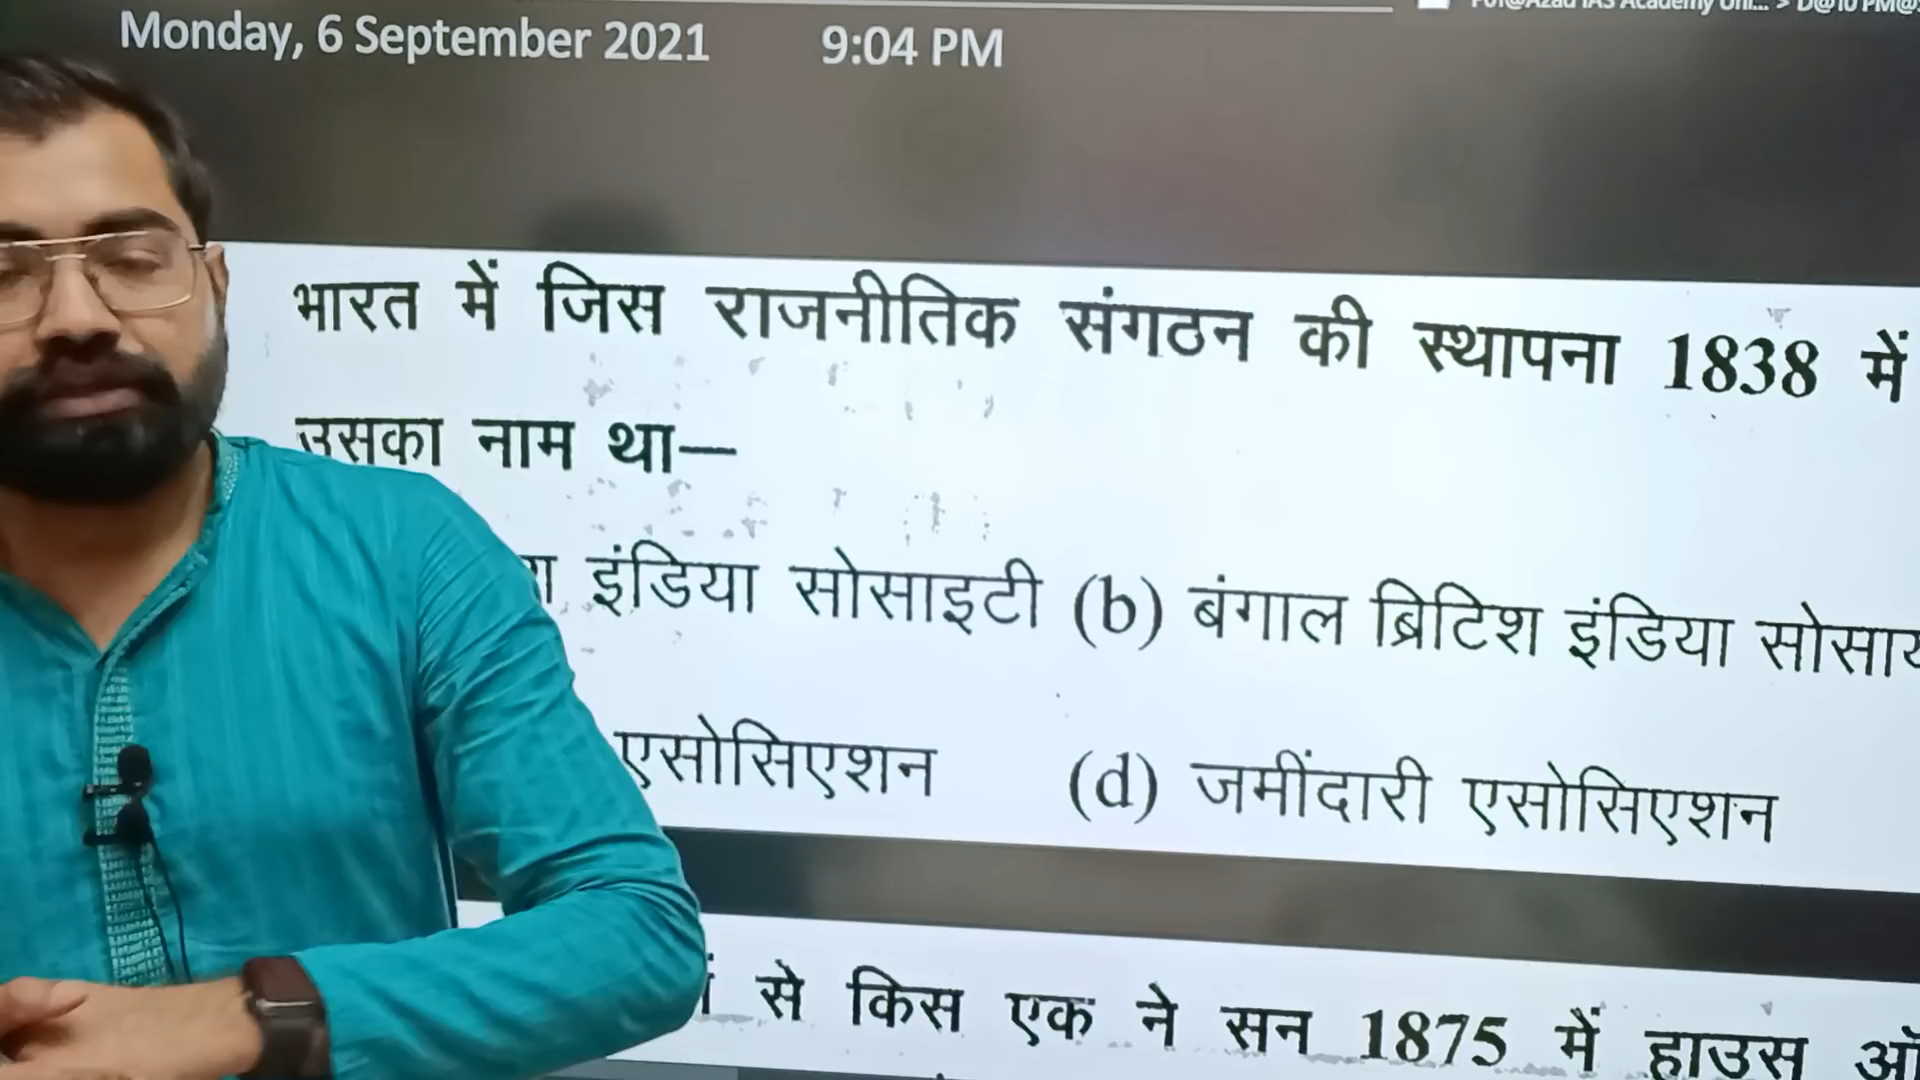 Monday, 6 September 2021 9:04 PM
भारत में जिस राजनीतिक संगठन की स्थापना 1838 में
उसका नाम था—
इंडिया सोसाइटी (b) बंगाल ब्रिटिश इंडिया
एसोसिएशन (d) जमींदारी एसोसिएशन
से किस एक ने सन 1875 में हाउस